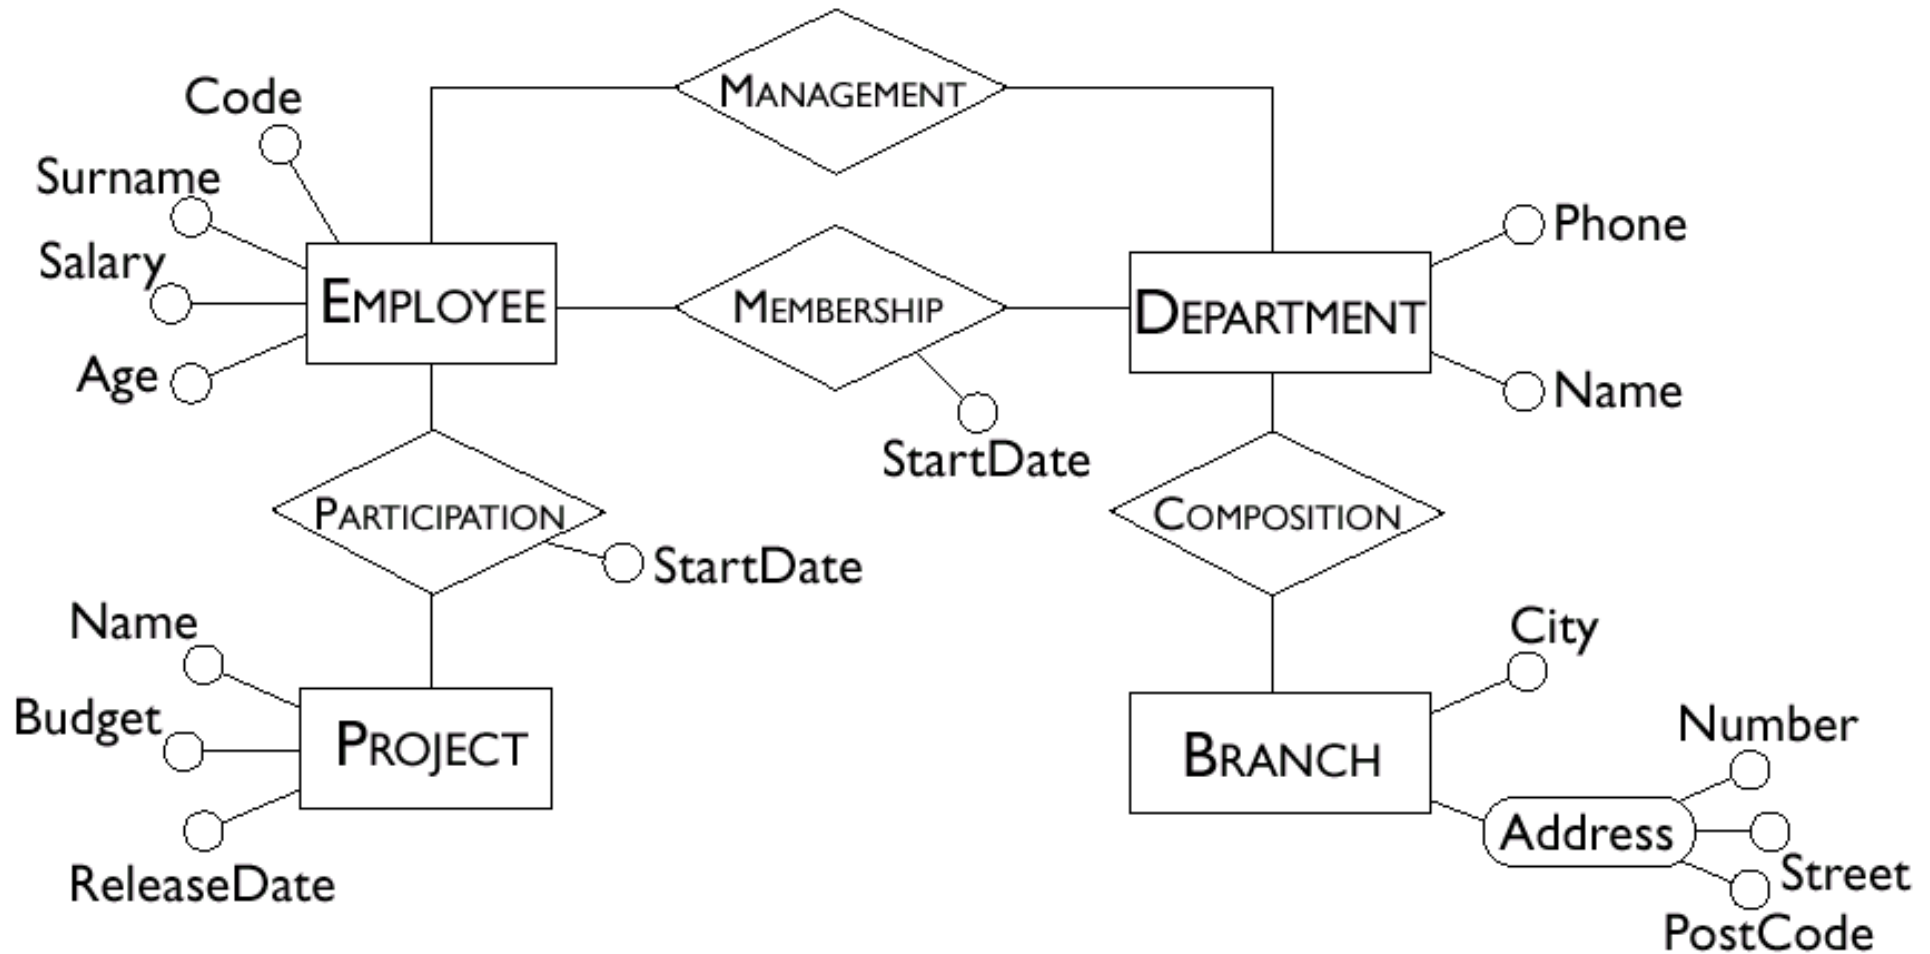 MANAGEMENT
Code
Surname
Salary
Age
EMPLOYEE
MEMBERSHIP
StartDate
DEPARTMENT
Phone
Name
PARTICIPATION
StartDate
COMPOSITION
Name
Budget
ReleaseDate
PROJECT
BRANCH
City
Address
Number
Street
PostCode